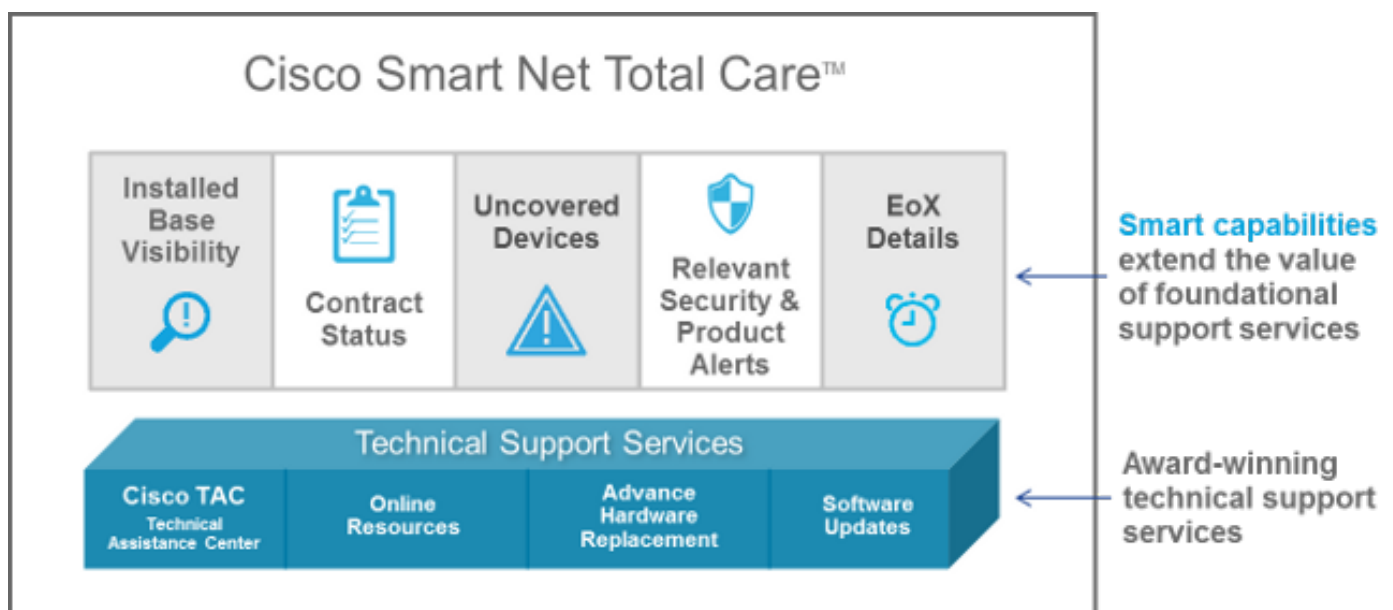 Cisco Smart Net Total Care™
Installed
Base
Visibility
Contract
Status
Uncovered
Devices
Relevant
Security &
Product
Alerts
EoX
Details
Smart capabilities
extend the value
of foundational
support services
Technical Support Services
Cisco TAC
Technical
Assistance Center
Online
Resources
Advance
Hardware
Replacement
Software
Updates
Award-winning
technical support
services